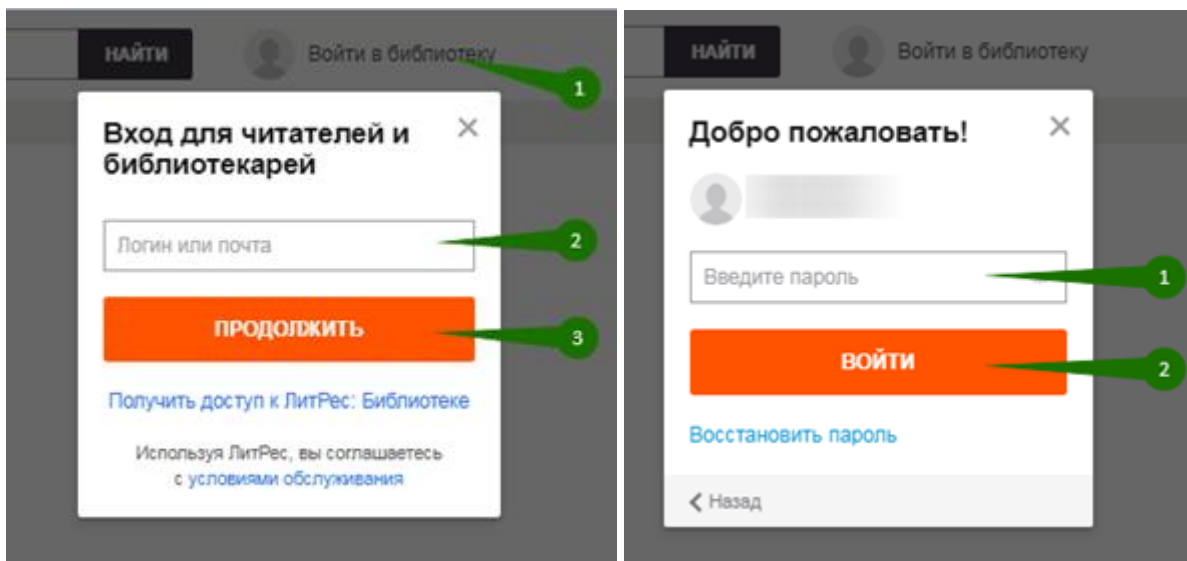 НАЙТИ
Войти в библиотеку
1
Вход для читателей и
библиотекарей
Логин или почта
2
ПРОДОЛЖИТЬ
3
Получить доступ к ЛитРес: Библиотеке
Используя ЛитРес, вы соглашаетесь
с условиями обслуживания
НАЙТИ
Войти в библиотеку
Добро пожаловать!
Введите пароль
1
ВОЙТИ
2
Восстановить пароль
Назад